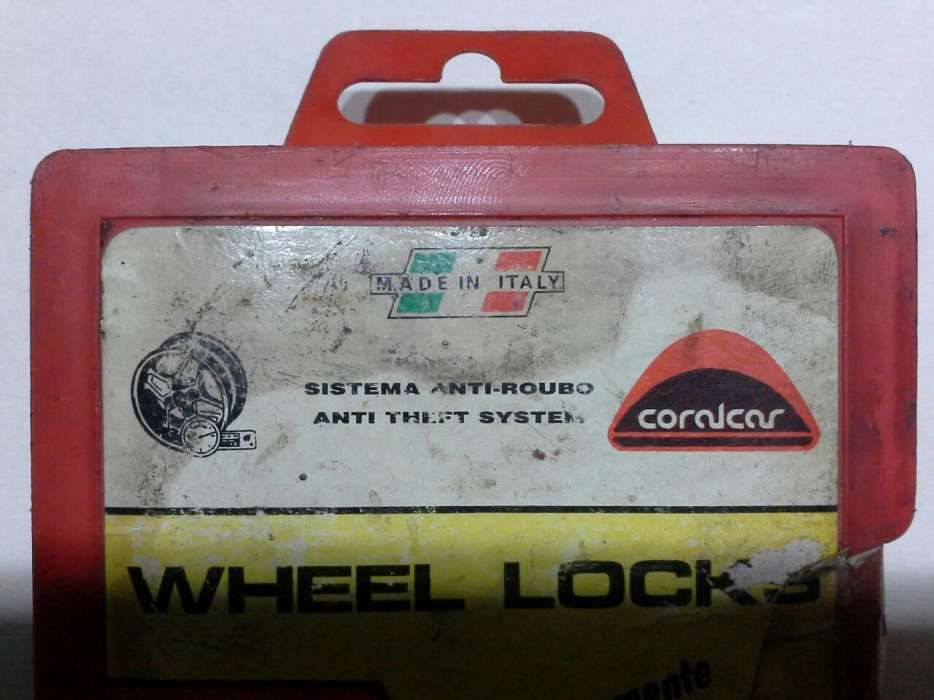 MADE IN ITALY
SISTEMA ANTI-ROUBO
ANTI THEFT SYSTEM
coralcar
WHEEL LOCKS